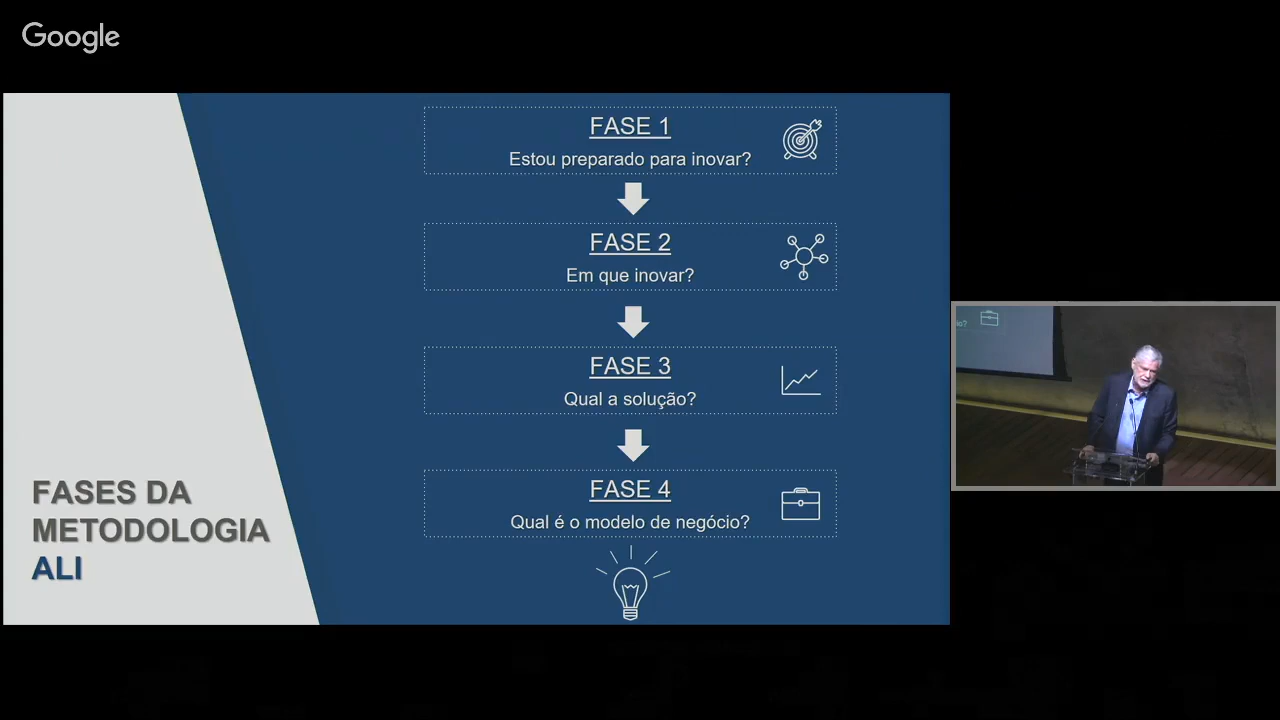 Google
FASE 1
Estou preparado para inovar?
FASE 2
Em que inovar?
FASE 3
Qual a solução?
FASE 4
Qual é o modelo de negócio?
FASES DA
METODOLOGIA
ALI